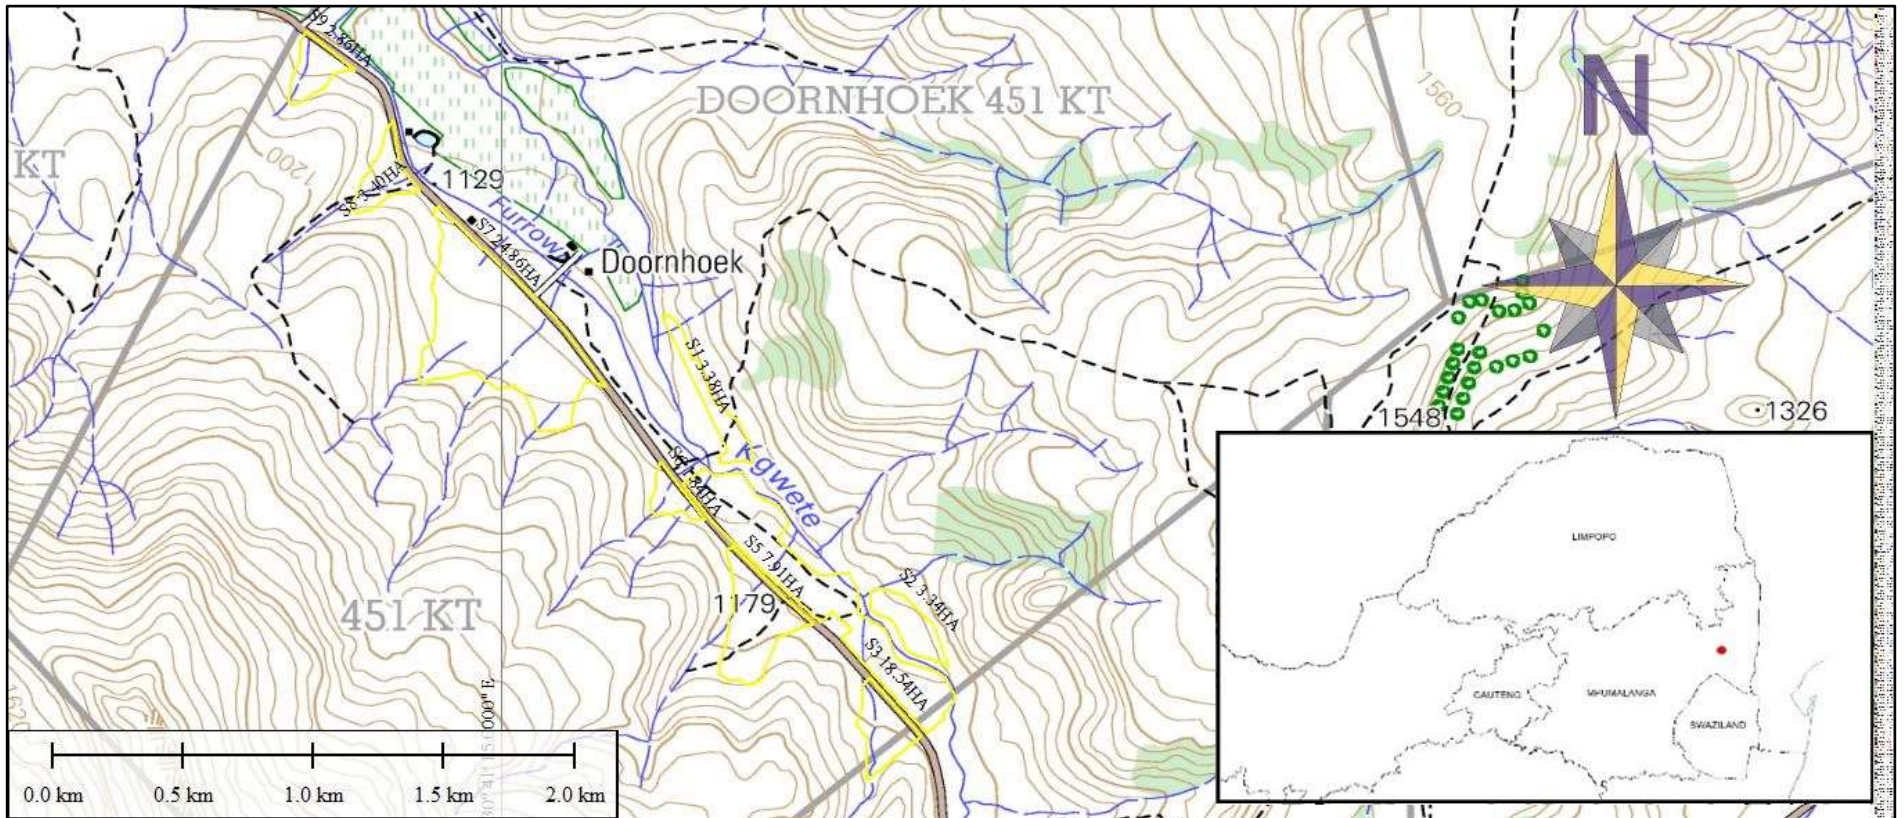 S9 2.86HA
DOORNHOEK 451 KT
1560
N
KT
1200
S8 3.40HA
1129
Furrow
S7 24.86HA
Doornhoek
S1 3.38HA
1548
1326
Kgwete
S5 7.91HA
S2 3.34HA
1179
451 KT
S3 18.54HA
LIMPOPO
GAUTENG
MPUMALANGA
SWAZILAND
0.0 km 0.5 km 1.0 km 1.5 km 2.0 km